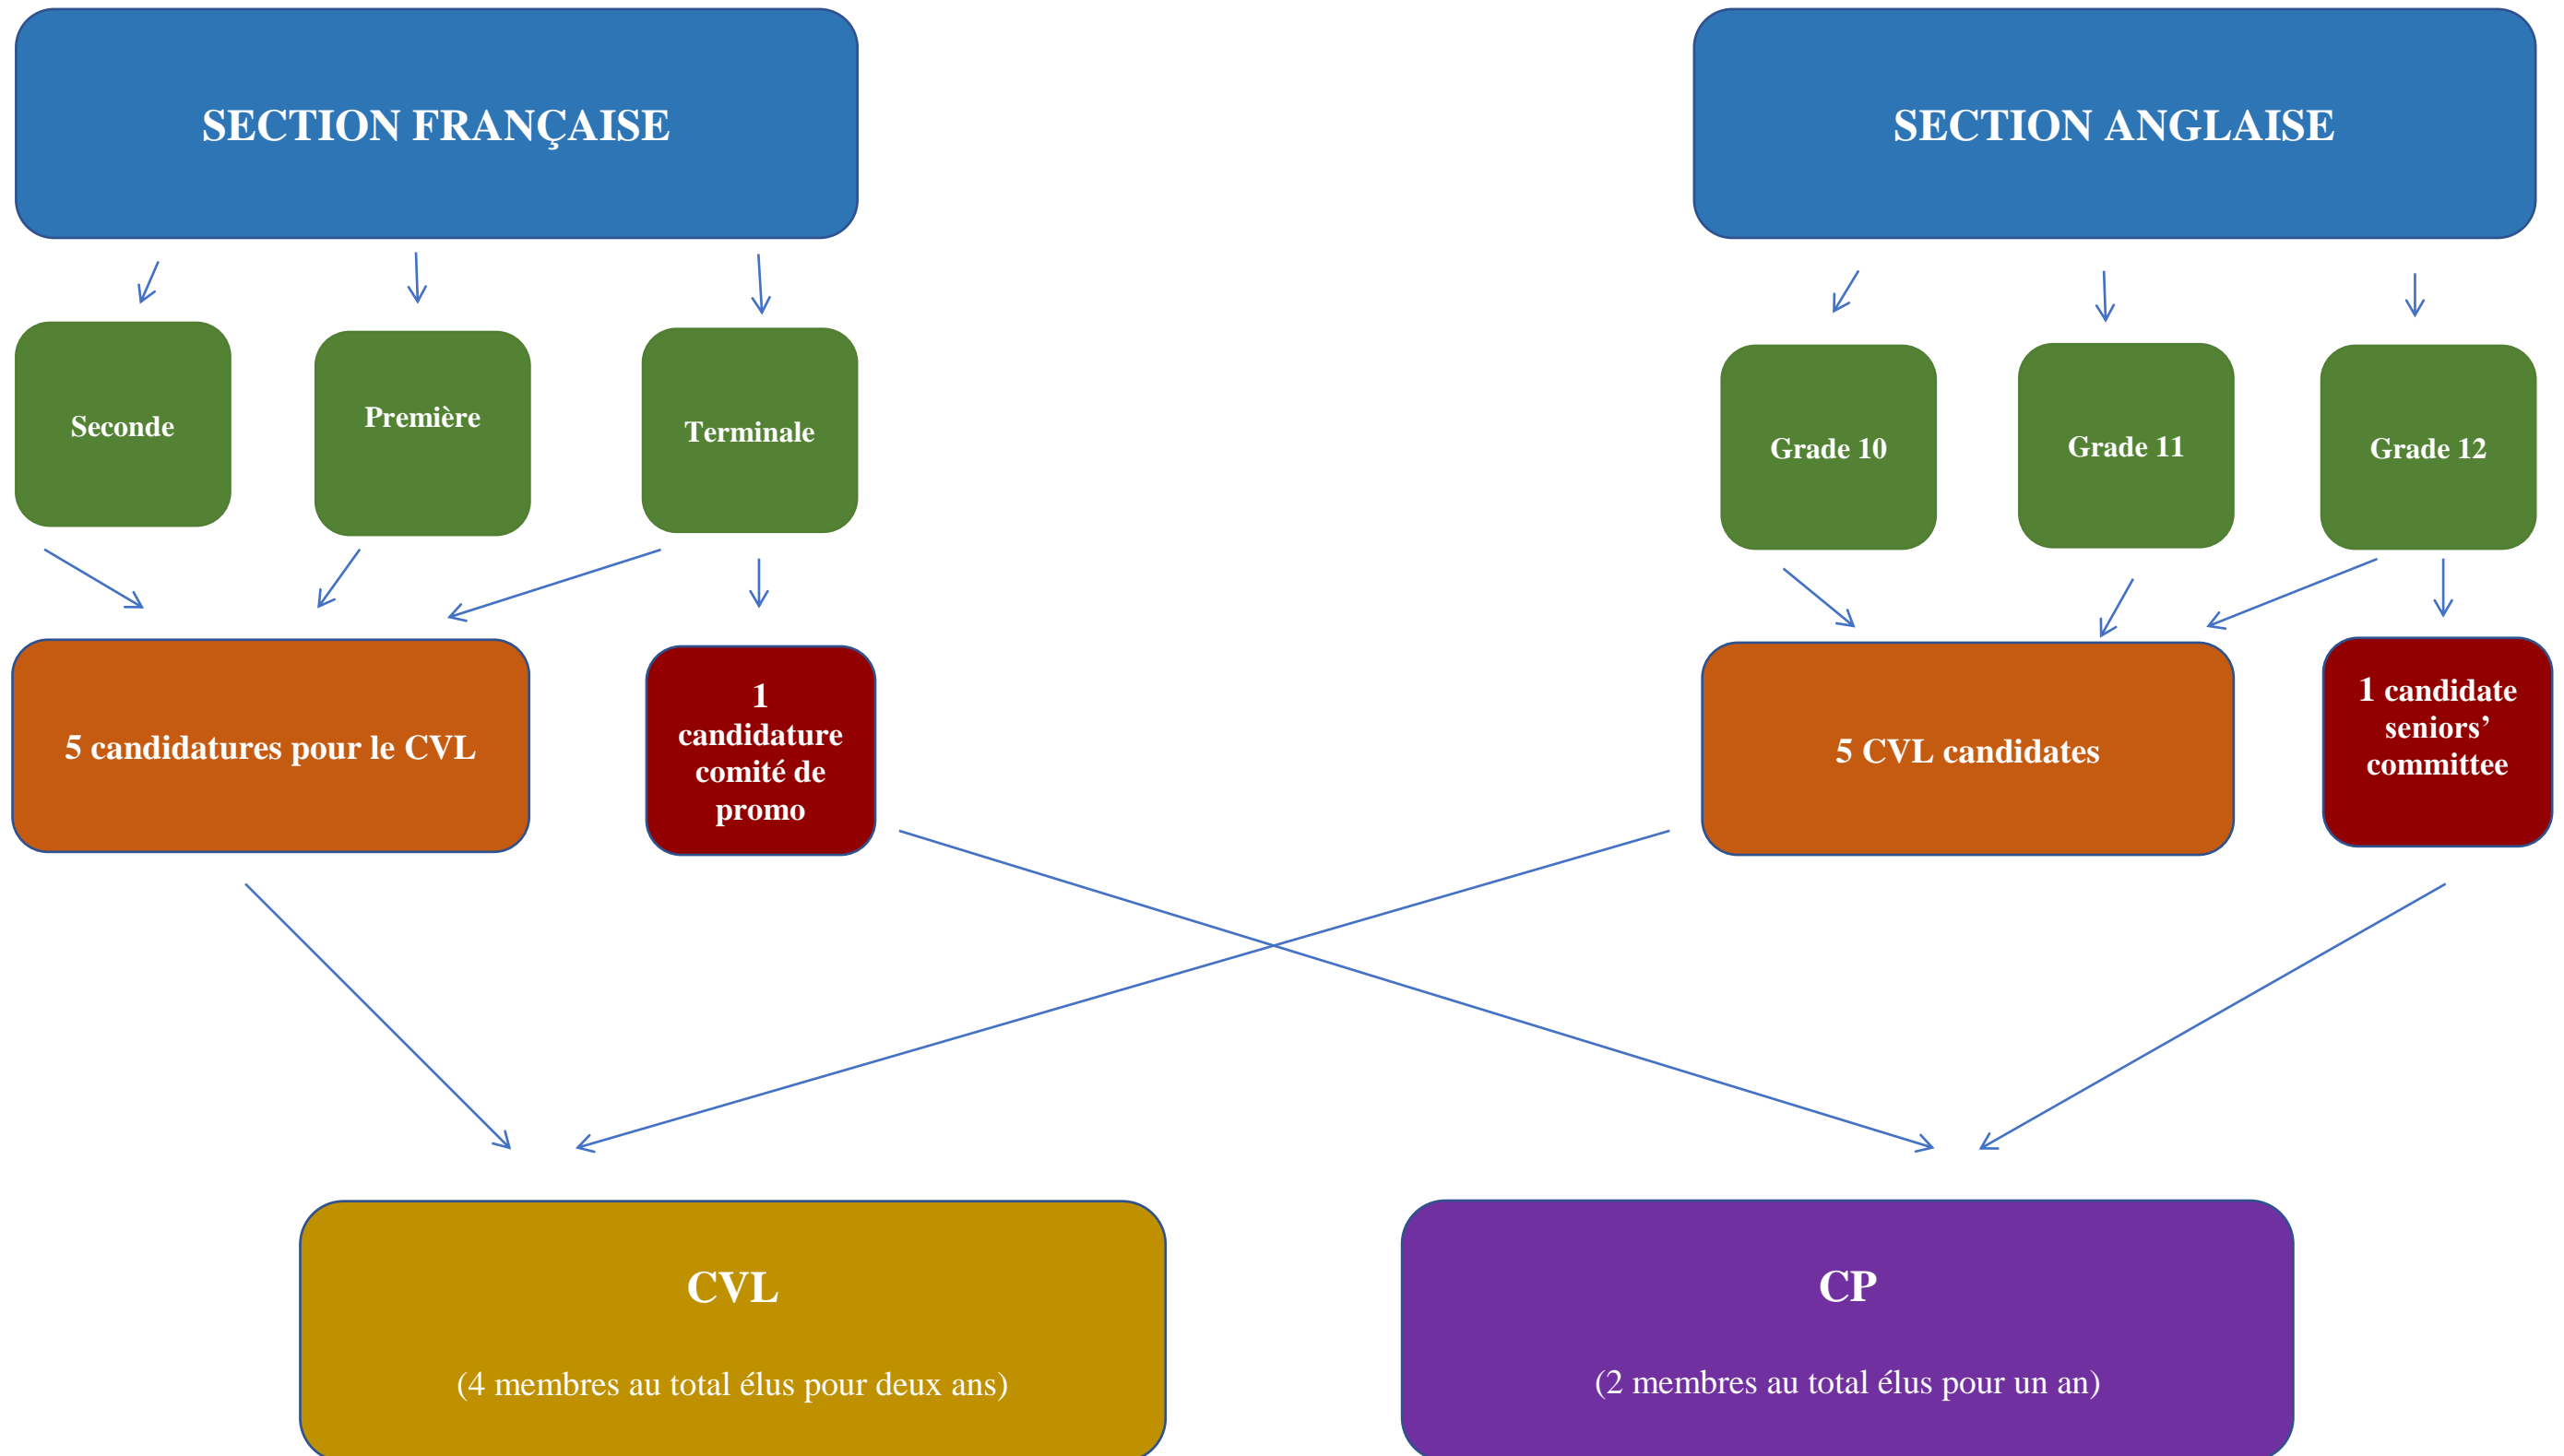 SECTION FRANÇAISE
SECTION ANGLAISE
Seconde
Première
Terminale
Grade 10
Grade 11
Grade 12
5 candidatures pour le CVL
1
candidature
comité de
promo
5 CVL candidates
1 candidate
seniors’
committee
CVL
(4 membres au total élus pour deux ans)
CP
(2 membres au total élus pour un an)